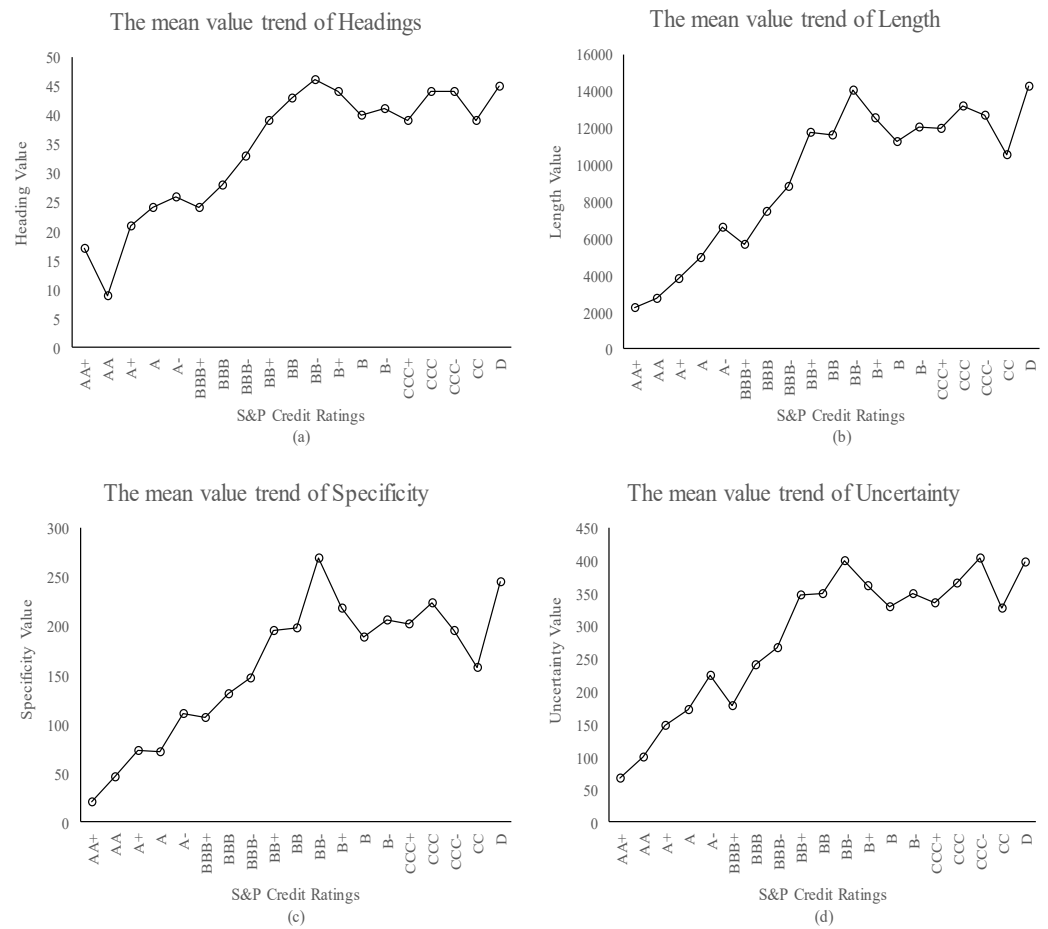 The mean value trend of Headings
50
45
40
35
30
25
20
15
10
5
0
Heading Value
AA+
AA
A+
A
A-
BBB+
BBB
BBB-
BB+
BB
BB-
B+
B
B-
CCC+
CCC
CCC-
CC
D
S&P Credit Ratings
(a)
The mean value trend of Length
16000
14000
12000
10000
8000
6000
4000
2000
0
Length Value
AA+
AA
A+
A
A-
BBB+
BBB
BBB-
BB+
BB
BB-
B+
B
B-
CCC+
CCC
CCC-
CC
D
S&P Credit Ratings
(b)
The mean value trend of Specificity
300
250
200
150
100
50
0
Specificity Value
AA+
AA
A+
A
A-
BBB+
BBB
BBB-
BB+
BB
BB-
B+
B
B-
CCC+
CCC
CCC-
CC
D
S&P Credit Ratings
(c)
The mean value trend of Uncertainty
450
400
350
300
250
200
150
100
50
0
Uncertainty Value
AA+
AA
A+
A
A-
BBB+
BBB
BBB-
BB+
BB
BB-
B+
B
B-
CCC+
CCC
CCC-
CC
D
S&P Credit Ratings
(d)